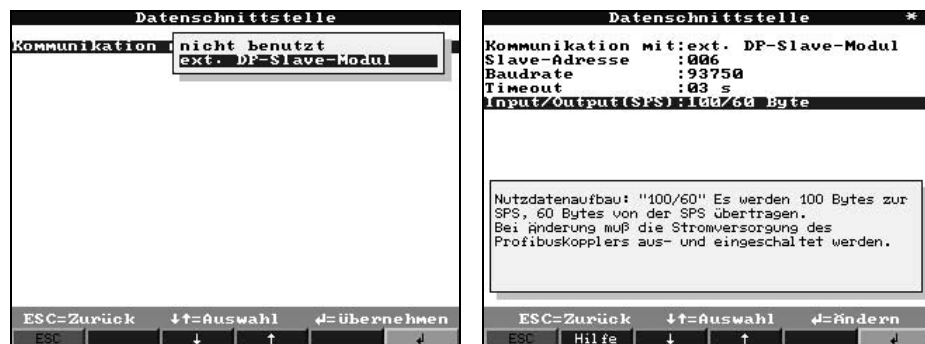 Datenschnittstelle
Kommunikation
nicht benutzt
ext. DP-Slave-Modul
ESC=Zurück ↓↑=Auswahl ↵=übernehmen
ESC ↓ ↑ ↵
Datenschnittstelle *
Kommunikation mit:ext. DP-Slave-Modul
Slave-Adresse :006
Baudrate :93750
Timeout :03 s
Input/Output(SPS):100/60 Byte
Nutzdatenaufbau: "100/60" Es werden 100 Bytes zur
SPS, 60 Bytes von der SPS übertragen.
Bei änderung muß die Stromversorgung des
Profibuskopplers aus- und eingeschaltet werden.
ESC=Zurück ↓↑=Auswahl ↵=Ändern
ESC Hilfe ↓ ↑ ↵